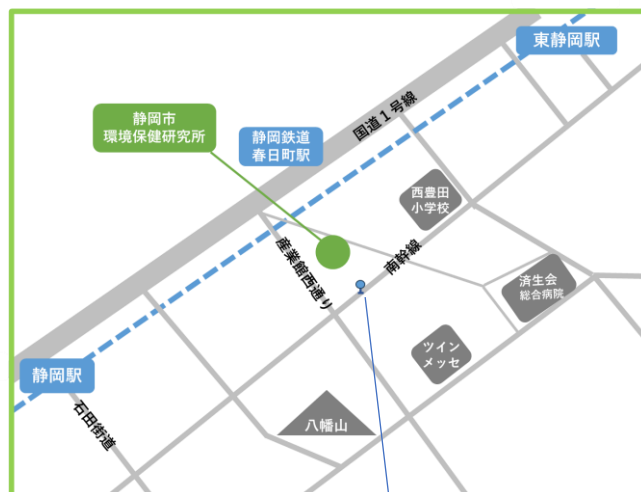 東静岡駅
国道１号線
静岡市
環境保健研究所
静岡鉄道
春日町駅
西豊田
小学校
産業館西通り
南幹線
済生会
総合病院
ツイン
メッセ
静岡駅
石田街道
八幡山